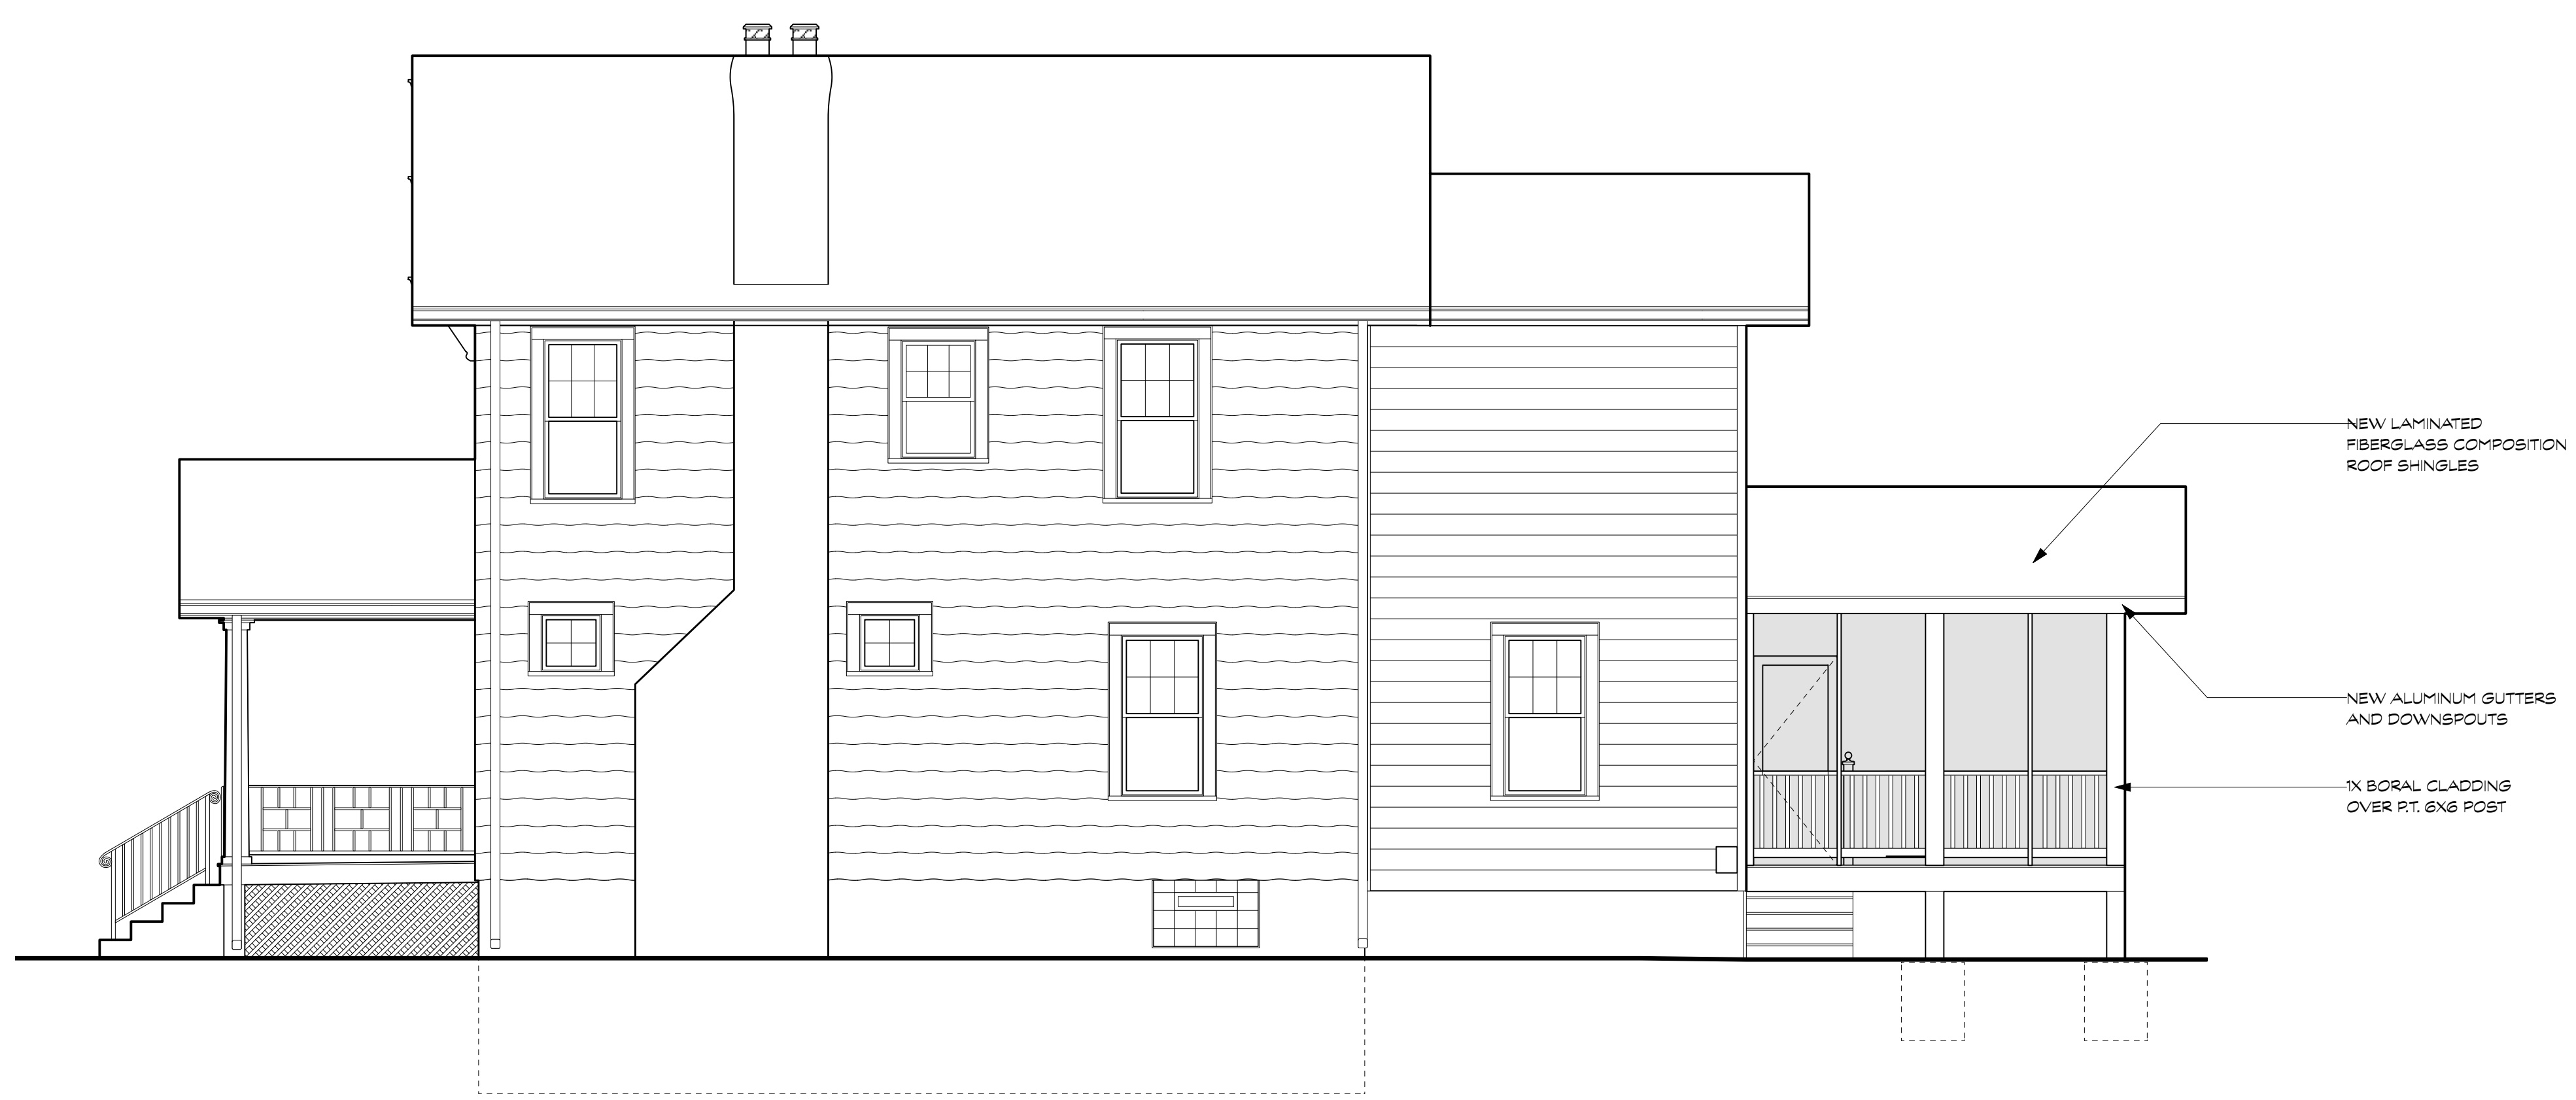 NEW LAMINATED
FIBERGLASS COMPOSITION
ROOF SHINGLES
NEW ALUMINUM GUTTERS
AND DOWNSPOUTS
1X BORAL CLADDING
OVER P.T. 6X6 POST